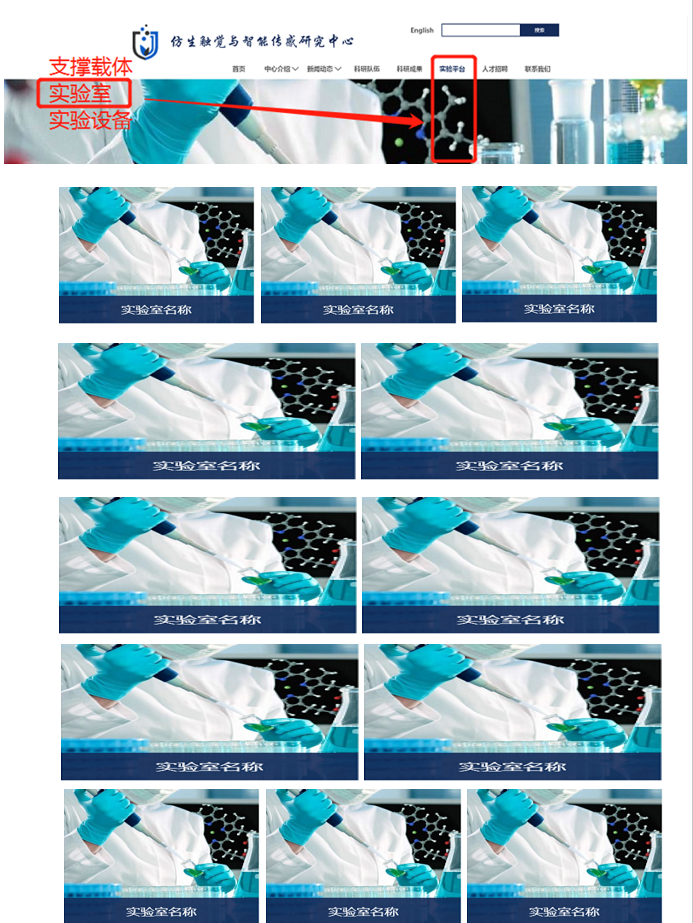 English
搜索
仿生触觉与智能传感研究中心
首页 中心介绍 新闻动态 科研队伍 科研成果 实验平台 人才招聘 联系我们
支撑载体
实验室
实验设备
实验室名称 实验室名称 实验室名称
实验室名称 实验室名称
实验室名称 实验室名称
实验室名称 实验室名称
实验室名称 实验室名称 实验室名称